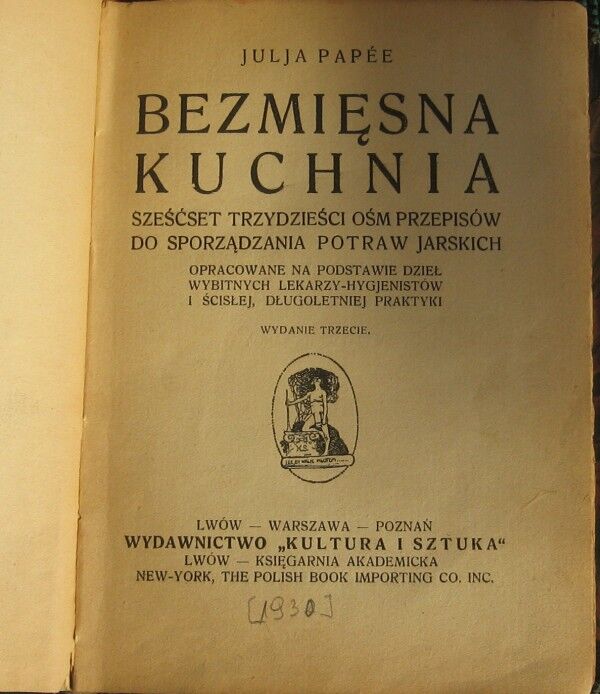 JULJA PAPÉE
BEZMIĘSNA
KUCHNIA
SZEŚĆSET TRZYDZIEŚCI OŚM PRZEPISÓW
DO SPORZĄDZANIA POTRAW JARSKICH
OPRACOWANE NA PODSTAWIE DZIEŁ
WYBITNYCH LEKARZY-HYGJENISTÓW
I ŚCISŁEJ, DŁUGOLETNIEJ PRAKTYKI
WYDANIE TRZECIE.
LWÓW — WARSZAWA — POZNAŃ
WYDAWNICTWO „KULTURA I SZTUKA“
LWÓW — KSIĘGARNIA AKADEMICKA
NEW-YORK, THE POLISH BOOK IMPORTING CO. INC.
[1930]